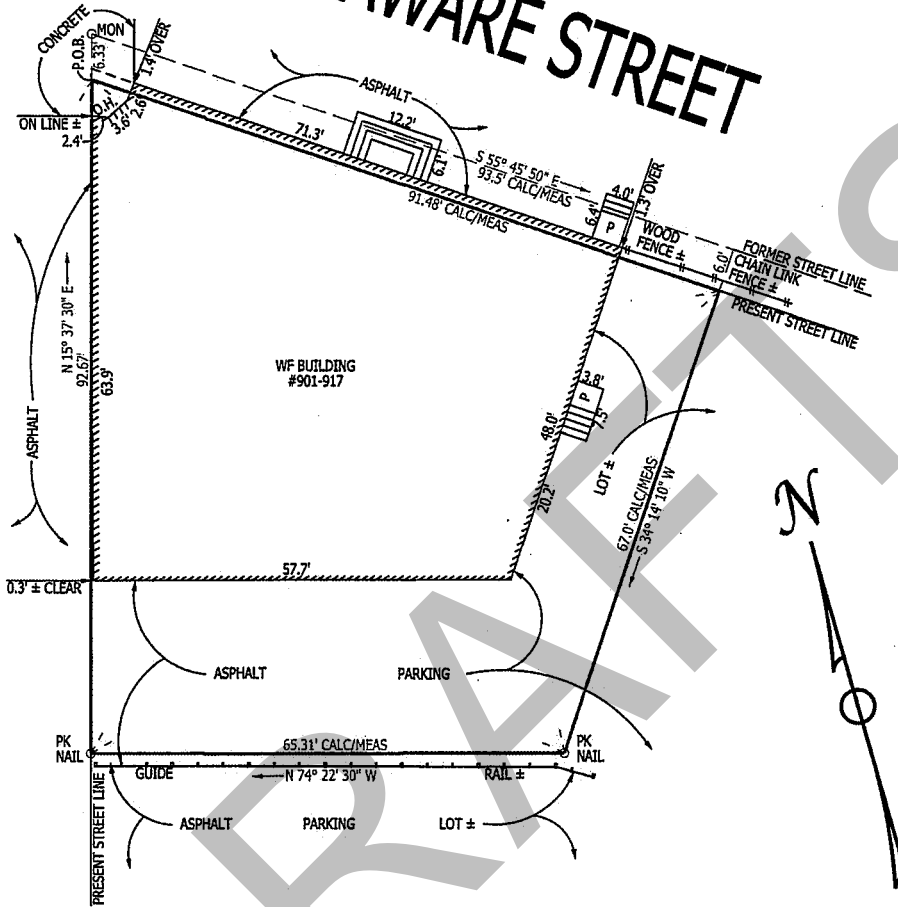 AWARE STREET
CONCRETE
MON
P.O.B.
6.33'
1.4' OVER
ASPHALT
O.H.
2.6'
3.6'
ON LINE ±
2.4'
71.3'
12.2'
6.1'
S 55° 45' 50" E
93.5' CALC/MEAS
91.48' CALC/MEAS
4.0'
6.4'
P
1.3' OVER
WOOD
FENCE ±
6.0'
FORMER STREET LINE
CHAIN LINK
FENCE ±
PRESENT STREET LINE
N 15° 37' 30" E
92.67'
63.9'
ASPHALT
WF BUILDING
#901-917
3.8'
P
7.5'
48.0'
20.2'
LOT ±
67.0' CALC/MEAS
S 34° 14' 10" W
N
57.7'
0.3' ± CLEAR
ASPHALT PARKING
PK
NAIL
65.31' CALC/MEAS
PK
NAIL
GUIDE
N 74° 22' 30" W
RAIL ±
ASPHALT PARKING LOT ±
PRESENT STREET LINE
RAFT